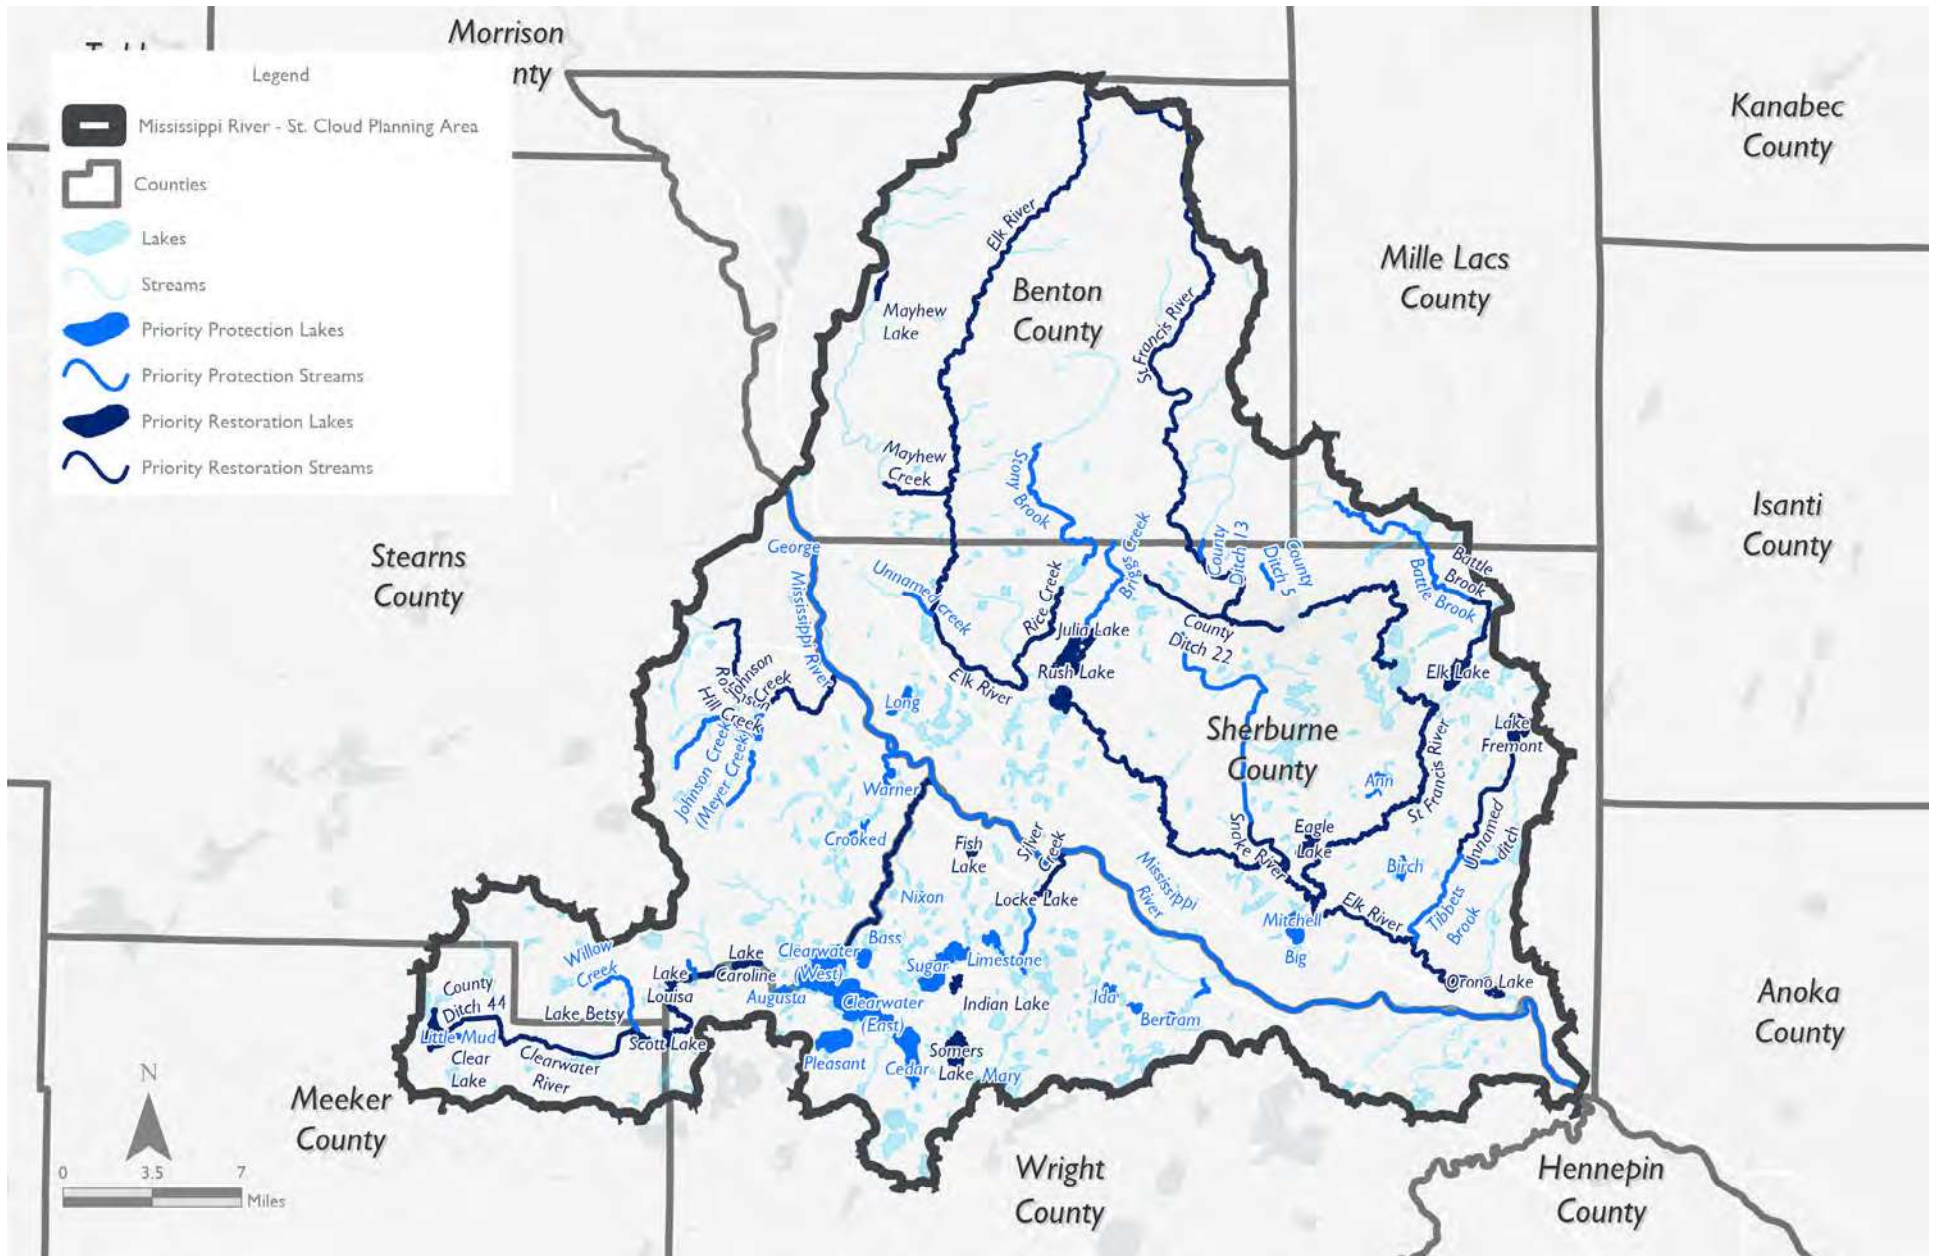 Morrison
nty
Legend
Mississippi River - St. Cloud Planning Area
Counties
Lakes
Streams
Priority Protection Lakes
Priority Protection Streams
Priority Restoration Lakes
Priority Restoration Streams
Kanabec
County
Mille Lacs
County
Benton
County
Elk River
St. Francis River
Mayhew
Lake
Mayhew
Creek
Stony Brook
Isanti
County
Stearns
County
George
Mississippi River
Unnamed creek
Rice Creek
Briggs Creek
County
Ditch 13
County
Ditch 5
Battle
Brook
Battle Brook
County
Ditch 22
Julia Lake
Rush Lake
Elk River
Elk Lake
Johnson
Creek
Hill Creek
Johnson Creek
(Meyer Creek)
Long
Sherburne
County
Lake
Fremont
St Francis River
Ann
Warner
Crooked
Fish
Lake
Silver
Creek
Snake River
Eagle
Lake
Birch
Unnamed
ditch
Nixon
Locke Lake
Mississippi
River
Mitchell
Big
Elk River
Tibbets
Brook
Orono Lake
Anoka
County
Willow
Creek
Lake
Louisa
Lake
Caroline
Clearwater
(West)
Bass
Sugar
Limestone
Augusta
Clearwater
(East)
Indian Lake
Ida
Bertram
County
Ditch 44
Lake Betsy
Little Mud
Clear
Lake
Clearwater
River
Scott Lake
Pleasant
Cedar
Somers
Lake
Mary
Meeker
County
Wright
County
Hennepin
County
N
0 3.5 7
Miles